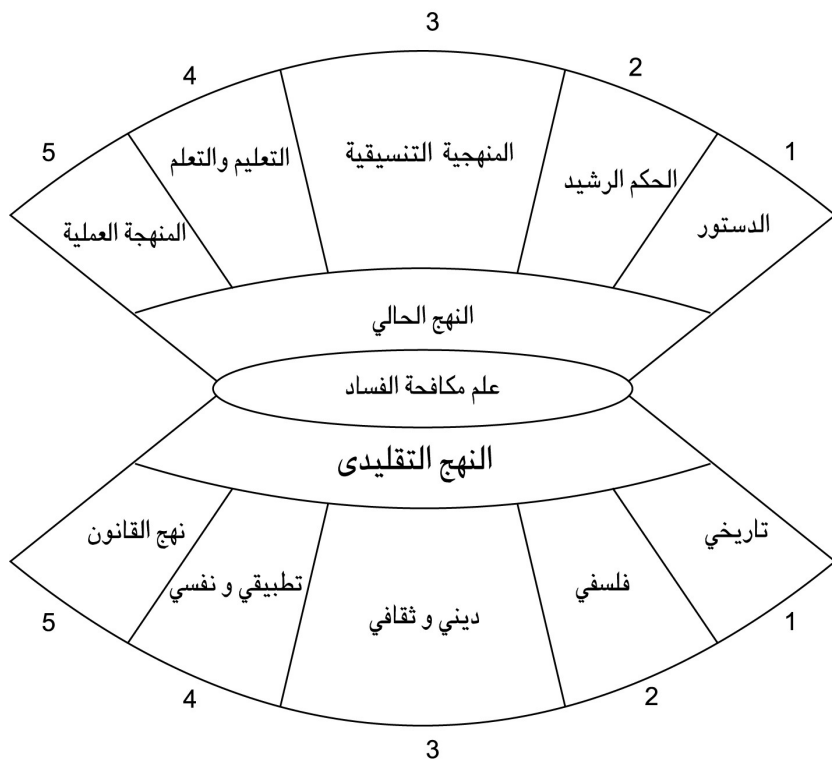 3
4
2
5
1
المنهجية التنسيقية
التعليم والتعلم
الحكم الرشيد
الدستور
المنهجة العملية
النهج الحالي
علم مكافحة الفساد
النهج التقليدى
تاريخي
نهج القانون
فلسفي
تطبيقي و نفسي
ديني و ثقافي
1
5
2
4
3